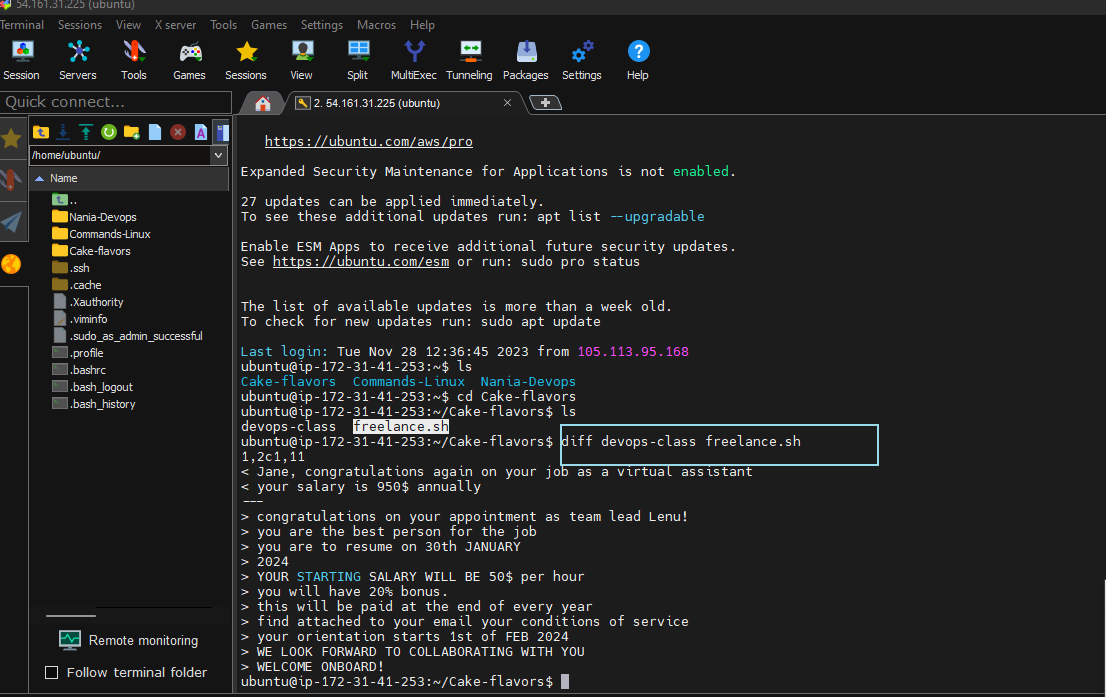 54.161.31.225 (ubuntu)
Terminal Sessions View X server Tools Games Settings Macros Help
Session Servers Tools Games Sessions View Split MultiExec Tunneling Packages Settings Help
Quick connect...
2. 54.161.31.225 (ubuntu)
/home/ubuntu/
Name
..
Nania-Devops
Commands-Linux
Cake-flavors
.ssh
.cache
.Xauthority
.viminfo
.sudo_as_admin_successful
.profile
.bashrc
.bash_logout
.bash_history
Remote monitoring
Follow terminal folder
https://ubuntu.com/aws/pro
Expanded Security Maintenance for Applications is not enabled.
27 updates can be applied immediately.
To see these additional updates run: apt list --upgradable
Enable ESM Apps to receive additional future security updates.
See https://ubuntu.com/esm or run: sudo pro status
The list of available updates is more than a week old.
To check for new updates run: sudo apt update
Last login: Tue Nov 28 12:36:45 2023 from 105.113.95.168
ubuntu@ip-172-31-41-253:~$ ls
Cake-flavors Commands-Linux Nania-Devops
ubuntu@ip-172-31-41-253:~$ cd Cake-flavors
ubuntu@ip-172-31-41-253:~/Cake-flavors$ ls
devops-class freelance.sh
ubuntu@ip-172-31-41-253:~/Cake-flavors$ diff devops-class freelance.sh
1,2c1,11
< Jane, congratulations again on your job as a virtual assistant
< your salary is 950$ annually
---
> congratulations on your appointment as team lead Lenu!
> you are the best person for the job
> you are to resume on 30th JANUARY
> 2024
> YOUR STARTING SALARY WILL BE 50$ per hour
> you will have 20% bonus.
> this will be paid at the end of every year
> find attached to your email your conditions of service
> your orientation starts 1st of FEB 2024
> WE LOOK FORWARD TO COLLABORATING WITH YOU
> WELCOME ONBOARD!
ubuntu@ip-172-31-41-253:~/Cake-flavors$